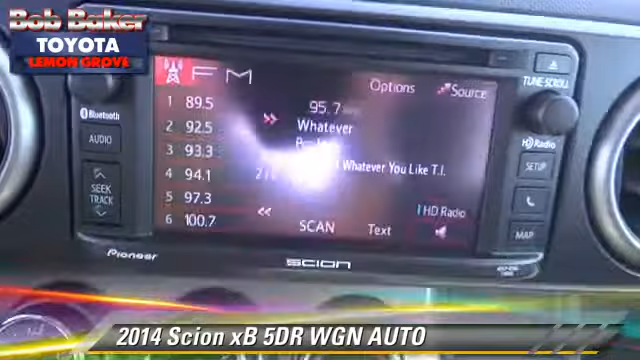 Bob Baker
TOYOTA
LEMON GROVE
FM
Options
Source
TUNE•SCROLL
Bluetooth
AUDIO
SEEK
TRACK
1 89.5
2 92.5
3 93.3
4 94.1
5 97.3
6 100.7
95.7
Whatever
Whatever You Like T.I.
SCAN
Text
HD Radio
HD Radio
SETUP
MAP
Pioneer
SCION
2014 Scion xB 5DR WGN AUTO